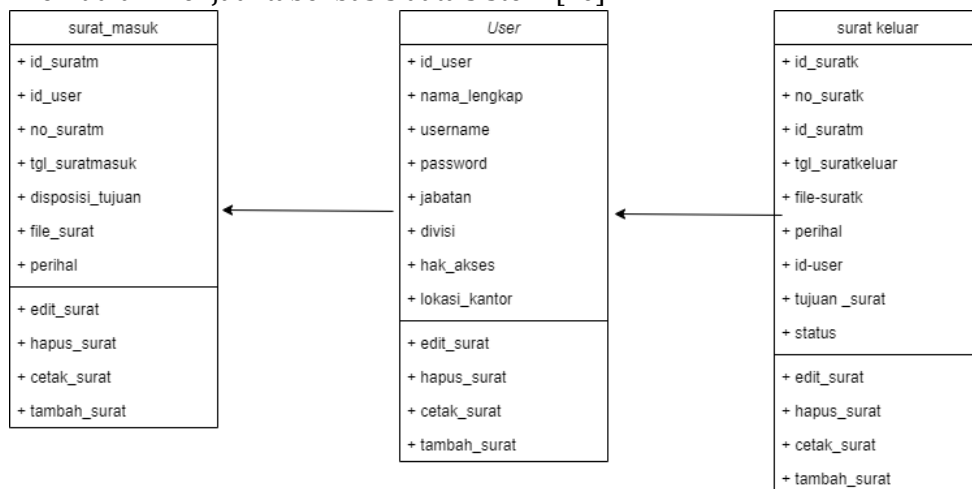 surat_masuk
+ id_suratm
+ id_user
+ no_suratm
+ tgl_suratmasuk
+ disposisi_tujuan
+ file_surat
+ perihal
+ edit_surat
+ hapus_surat
+ cetak_surat
+ tambah_surat
User
+ id_user
+ nama_lengkap
+ username
+ password
+ jabatan
+ divisi
+ hak_akses
+ lokasi_kantor
+ edit_surat
+ hapus_surat
+ cetak_surat
+ tambah_surat
surat keluar
+ id_suratk
+ no_suratk
+ id_suratm
+ tgl_suratkeluar
+ file-suratk
+ perihal
+ id-user
+ tujuan _surat
+ status
+ edit_surat
+ hapus_surat
+ cetak_surat
+ tambah_surat